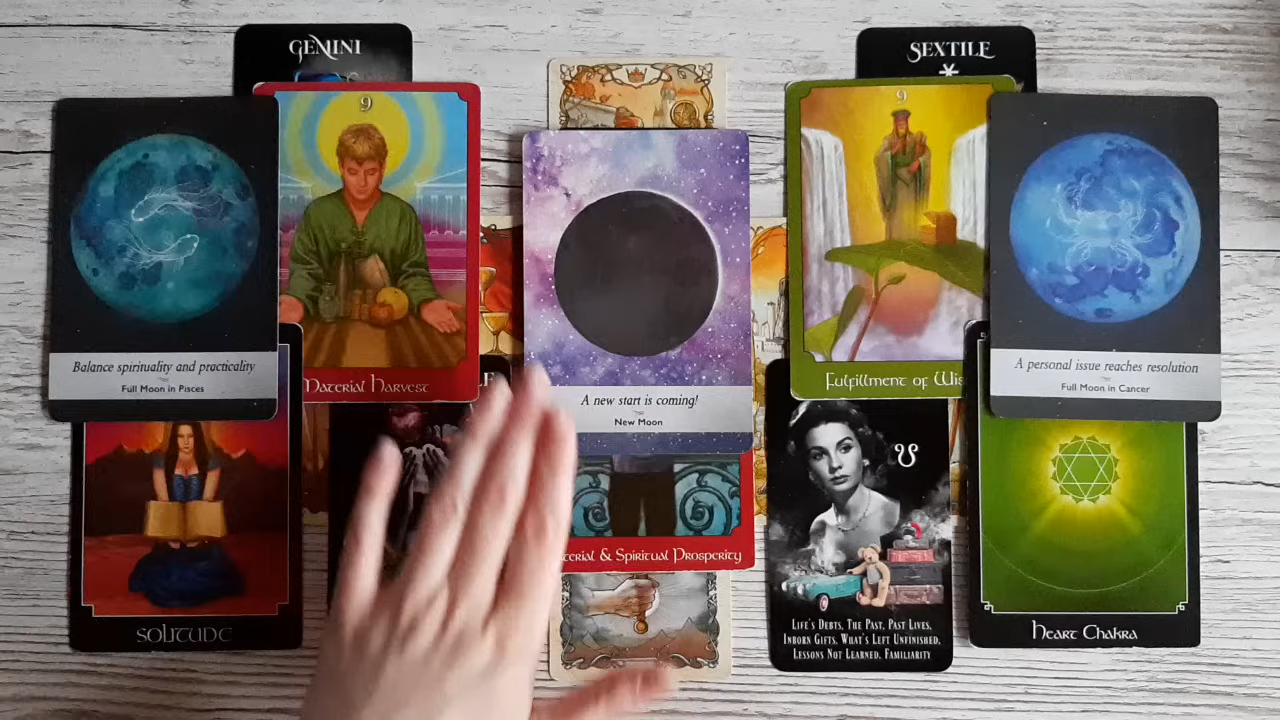 GEMINI
SEXTILE
9
9
Material Harvest
Fulfillment of
Balance spirituality and practicality
Full Moon in Pisces
A new start is coming!
New Moon
A personal issue reaches resolution
Full Moon in Cancer
& Spiritual Prosperity
Solitude
Life's Debts, The Past, Past Lives,
Inborn Gifts, What's Left Unfinished,
Lessons Not Learned, Familiarity
Heart Chakra